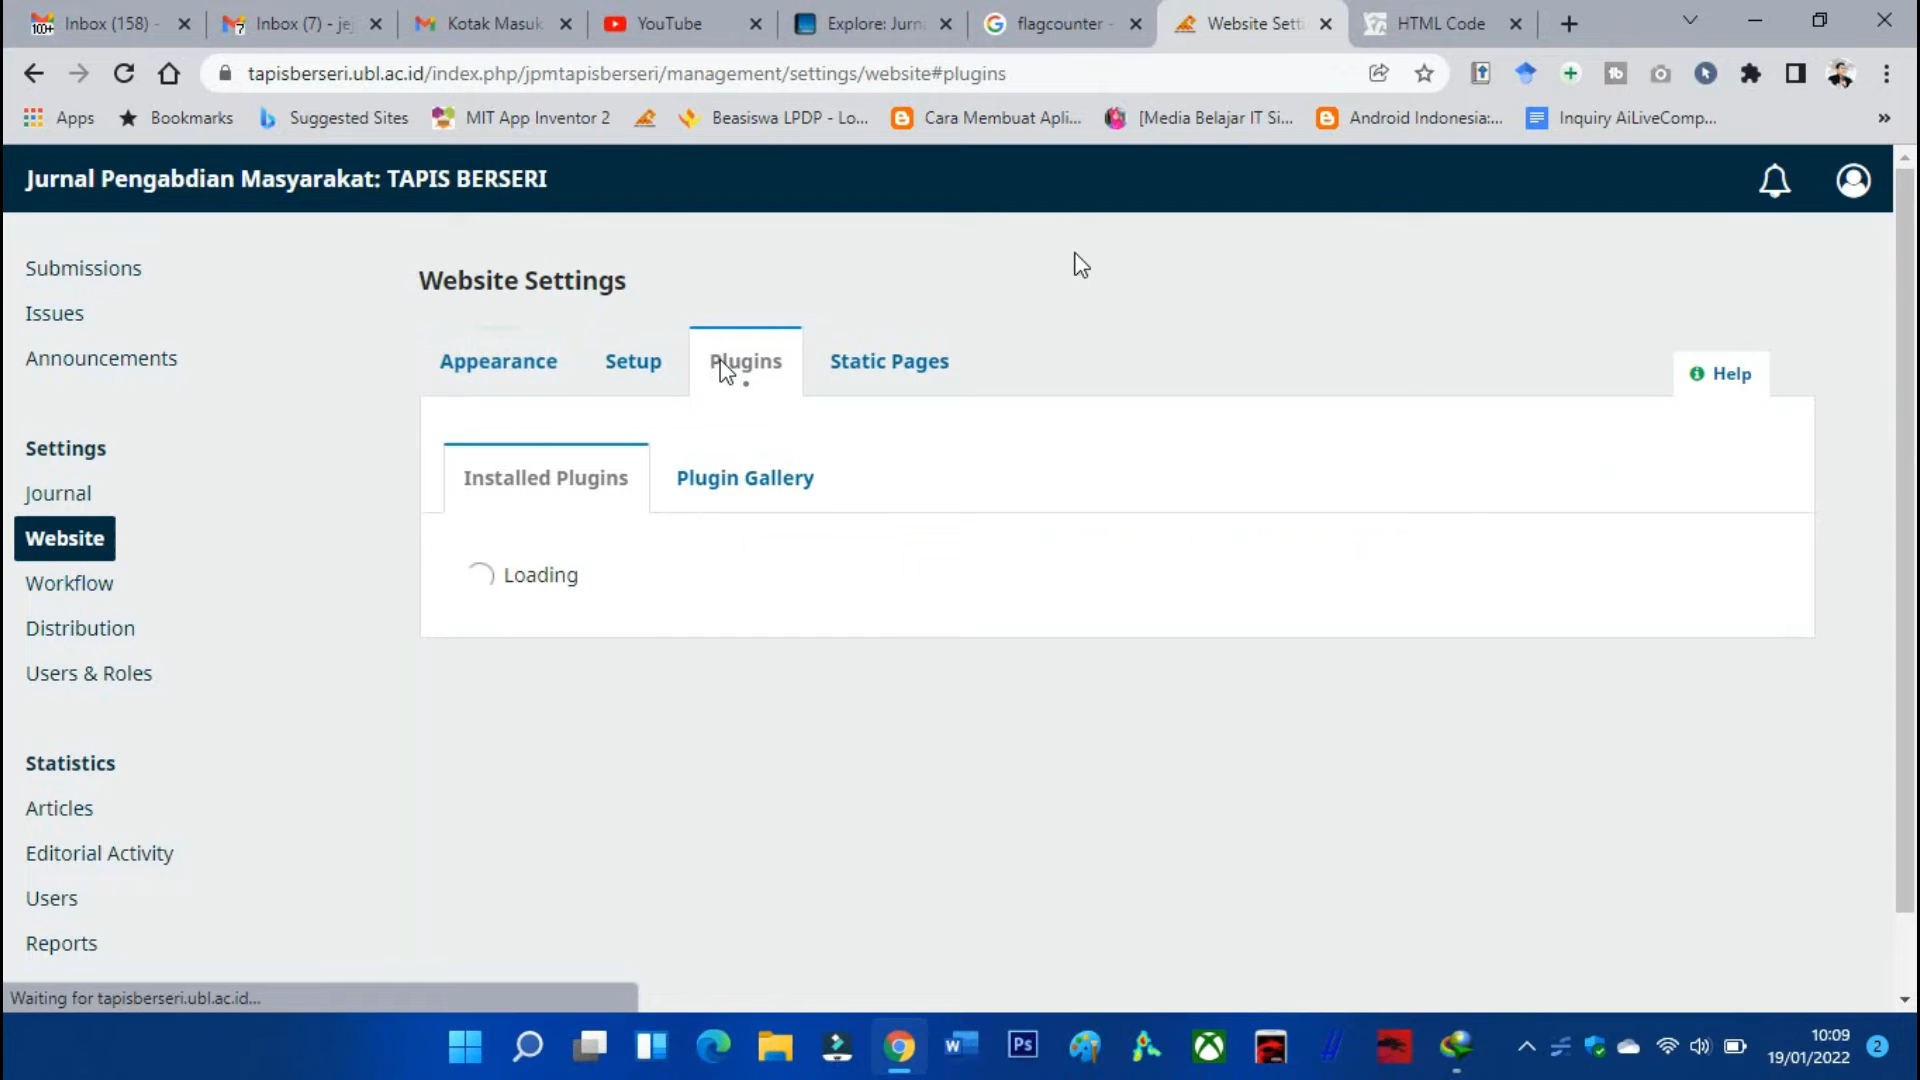 Inbox (158) -
Inbox (7) - je
Kotak Masuk
YouTube
Explore: Jurn
flagcounter -
Website Sett
HTML Code
tapisberseri.ubl.ac.id/index.php/jpmtapisberseri/management/settings/website#plugins
Apps
Bookmarks
Suggested Sites
MIT App Inventor 2
Beasiswa LPDP - Lo...
Cara Membuat Apli...
[Media Belajar IT Si...
Android Indonesia:...
Inquiry AiLiveComp...
»
Jurnal Pengabdian Masyarakat: TAPIS BERSERI
Submissions
Issues
Announcements
Settings
Journal
Website
Workflow
Distribution
Users & Roles
Statistics
Articles
Editorial Activity
Users
Reports
Website Settings
Appearance
Setup
Plugins
Static Pages
Help
Installed Plugins
Plugin Gallery
Loading
Waiting for tapisberseri.ubl.ac.id...
Ps
10:09
19/01/2022
2